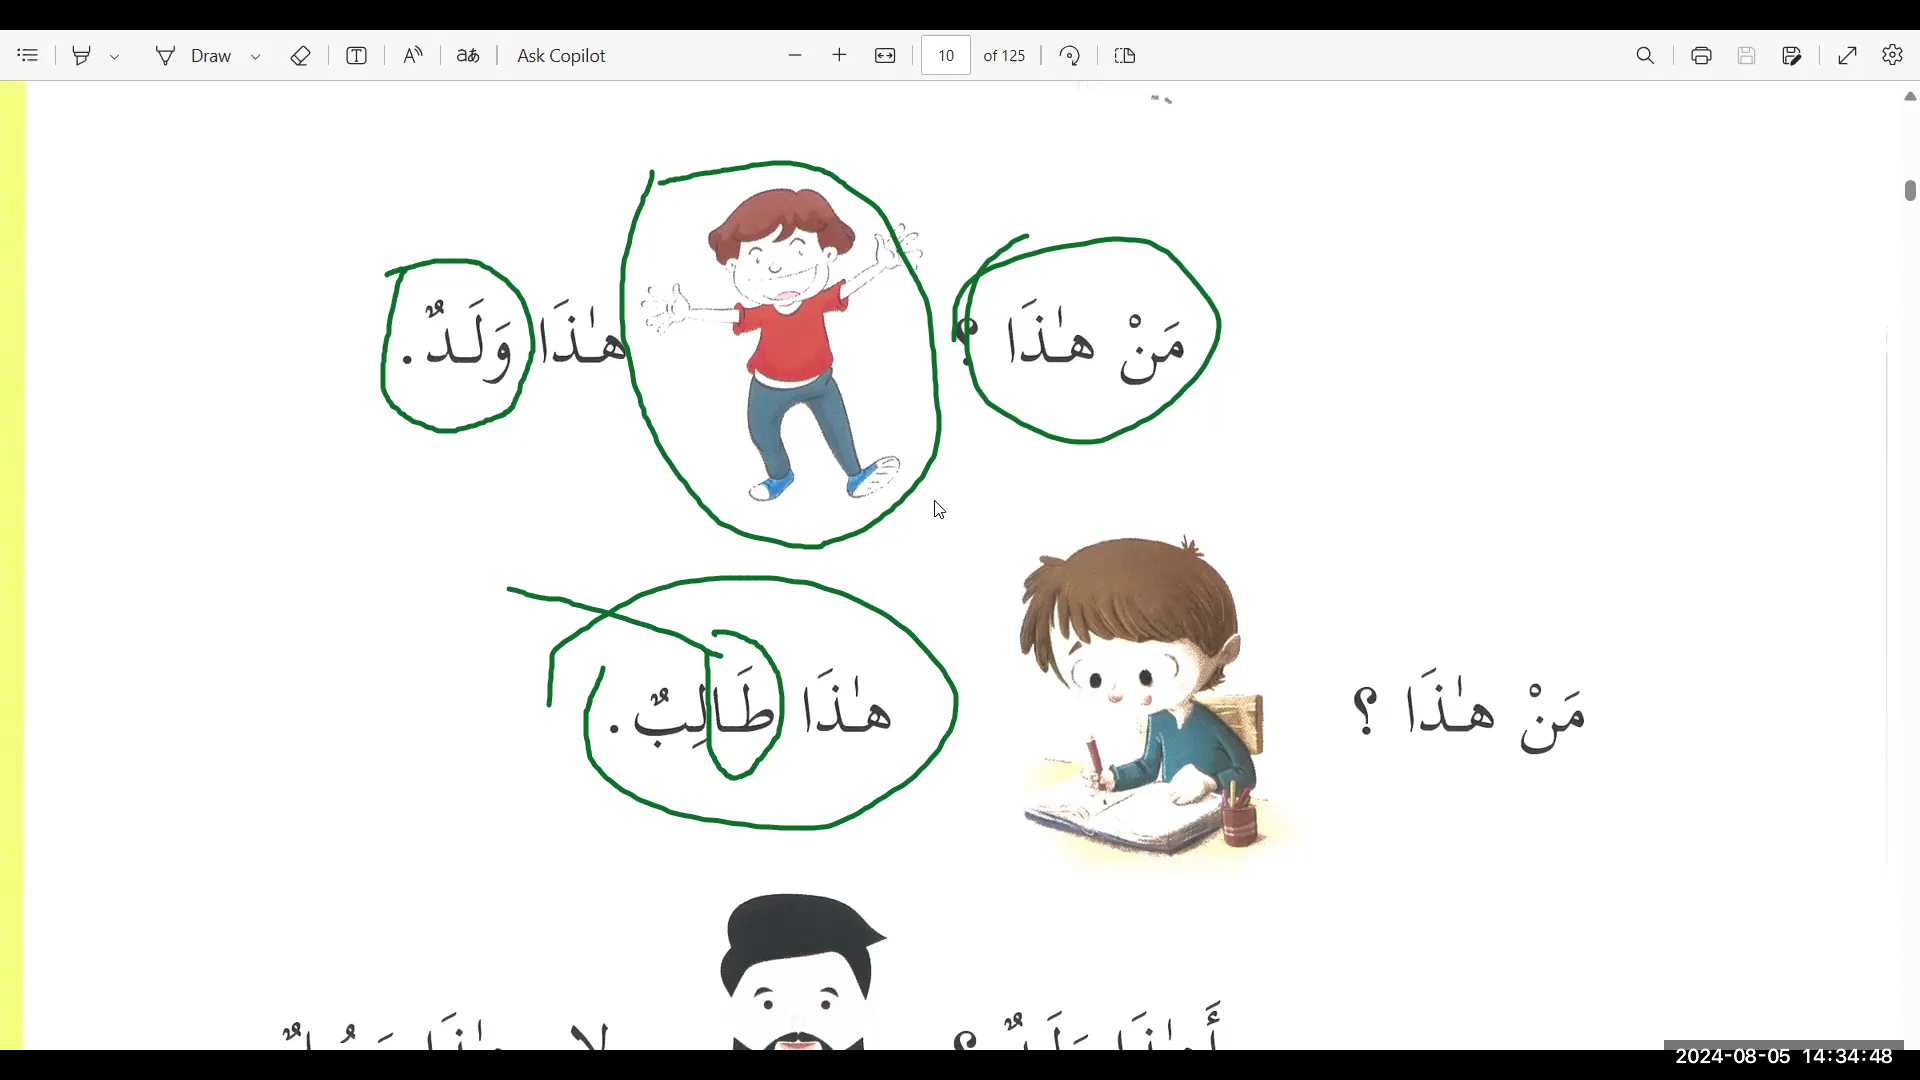 Draw
Ask Copilot
10 of 125
مَنْ هٰذَا ؟ هٰذَا وَلَدٌ .
مَنْ هٰذَا ؟ هٰذَا طَالِبٌ .
2024-08-05 14:34:48